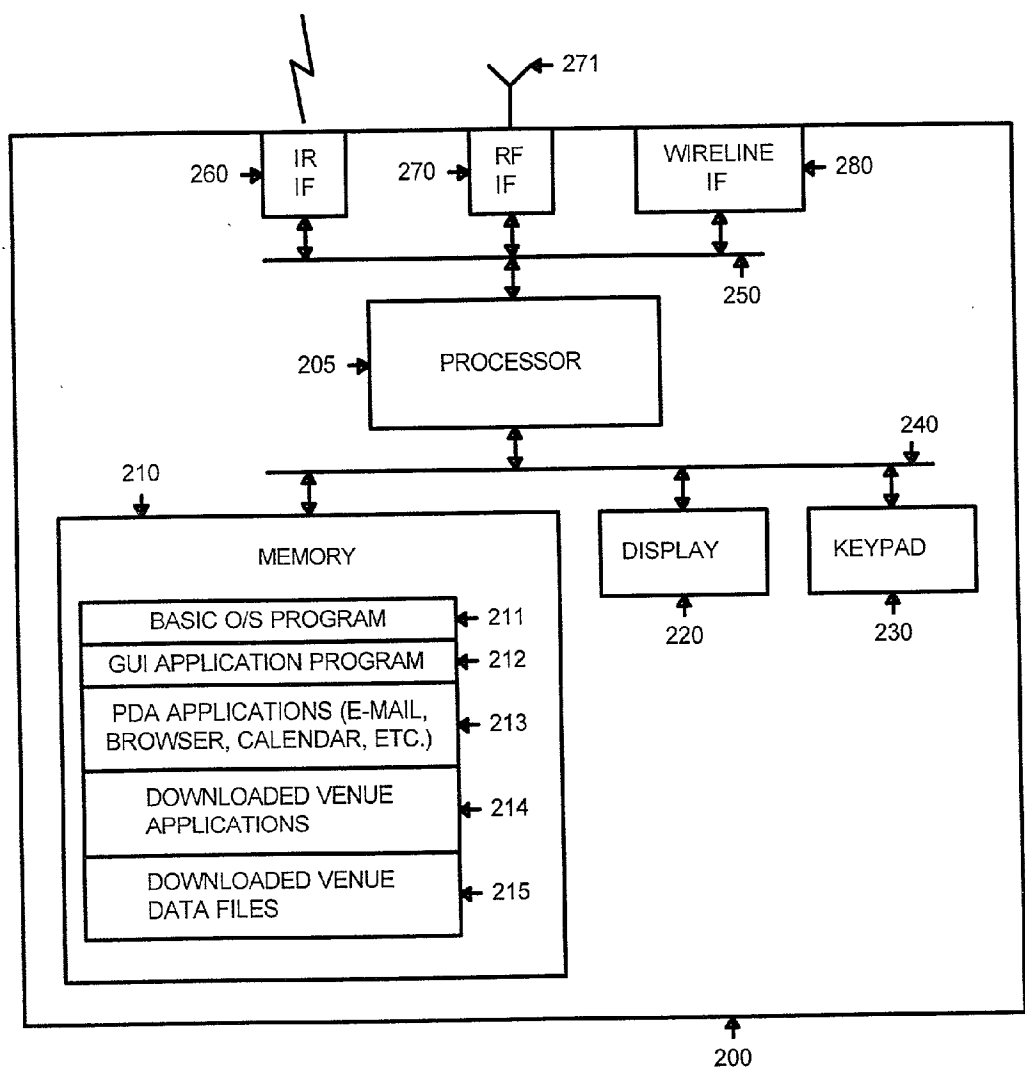 271
IR
IF
260
RF
IF
270
WIRELINE
IF
280
250
PROCESSOR
205
240
210
MEMORY
BASIC O/S PROGRAM
211
GUI APPLICATION PROGRAM
212
PDA APPLICATIONS (E-MAIL,
BROWSER, CALENDAR, ETC.)
213
DOWNLOADED VENUE
APPLICATIONS
214
DOWNLOADED VENUE
DATA FILES
215
DISPLAY
220
KEYPAD
230
200